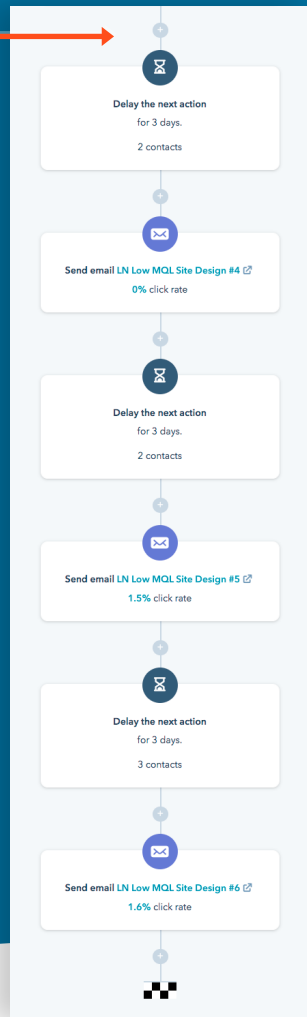 Delay the next action
for 3 days.
2 contacts
Send email LN Low MQL Site Design #4
0% click rate
Delay the next action
for 3 days.
2 contacts
Send email LN Low MQL Site Design #5
1.5% click rate
Delay the next action
for 3 days.
3 contacts
Send email LN Low MQL Site Design #6
1.6% click rate